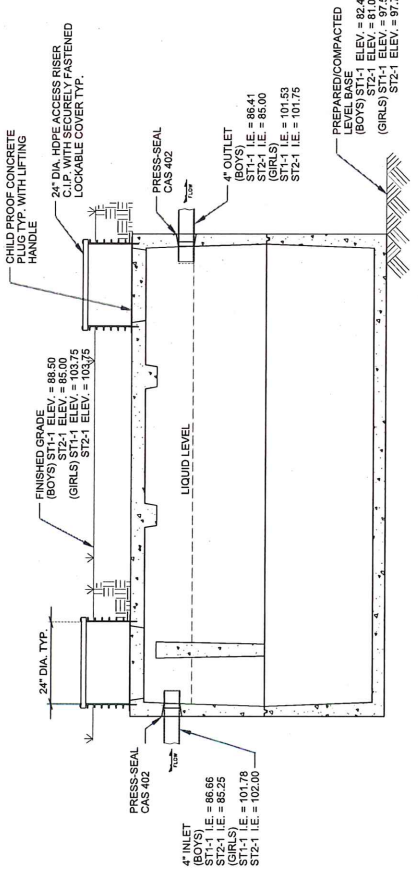 CHILD PROOF CONCRETE
PLUG TYP. WITH LIFTING
HANDLE
24" DIA. HDPE ACCESS RISER
C.I.P. WITH SECURELY FASTENED
LOCKABLE COVER TYP.
FINISHED GRADE
(BOYS) ST1-1 ELEV. = 88.50
ST2-1 ELEV. = 85.00
(GIRLS) ST1-1 ELEV. = 103.75
ST2-1 ELEV. = 103.75
24" DIA. TYP.
PRESS-SEAL
CAS 402
FLOW
4" INLET
(BOYS)
ST1-1 I.E. = 86.66
ST2-1 I.E. = 85.25
(GIRLS)
ST1-1 I.E. = 101.78
ST2-1 I.E. = 102.00
LIQUID LEVEL
PRESS-SEAL
CAS 402
FLOW
4" OUTLET
(BOYS)
ST1-1 I.E. = 86.41
ST2-1 I.E. = 85.00
(GIRLS)
ST1-1 I.E. = 101.53
ST2-1 I.E. = 101.75
PREPARED/COMPACTED
LEVEL BASE
(BOYS) ST1-1 ELEV. = 82.4
ST2-1 ELEV. = 81.0
(GIRLS) ST1-1 ELEV. = 97.5
ST2-1 ELEV. = 97.